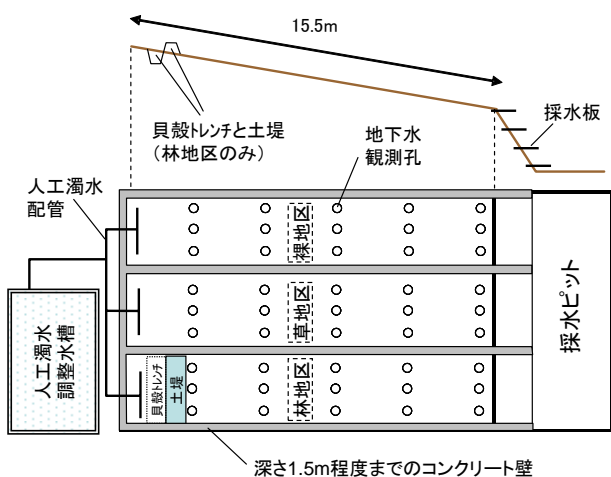 15.5m
貝殻トレンチと土堤
(林地区のみ)
地下水
観測孔
採水板
人工濁水
配管
裸地区
草地区
林地区
貝殻トレンチ
土堤
人工濁水
調整水槽
採水ピット
深さ1.5m程度までのコンクリート壁